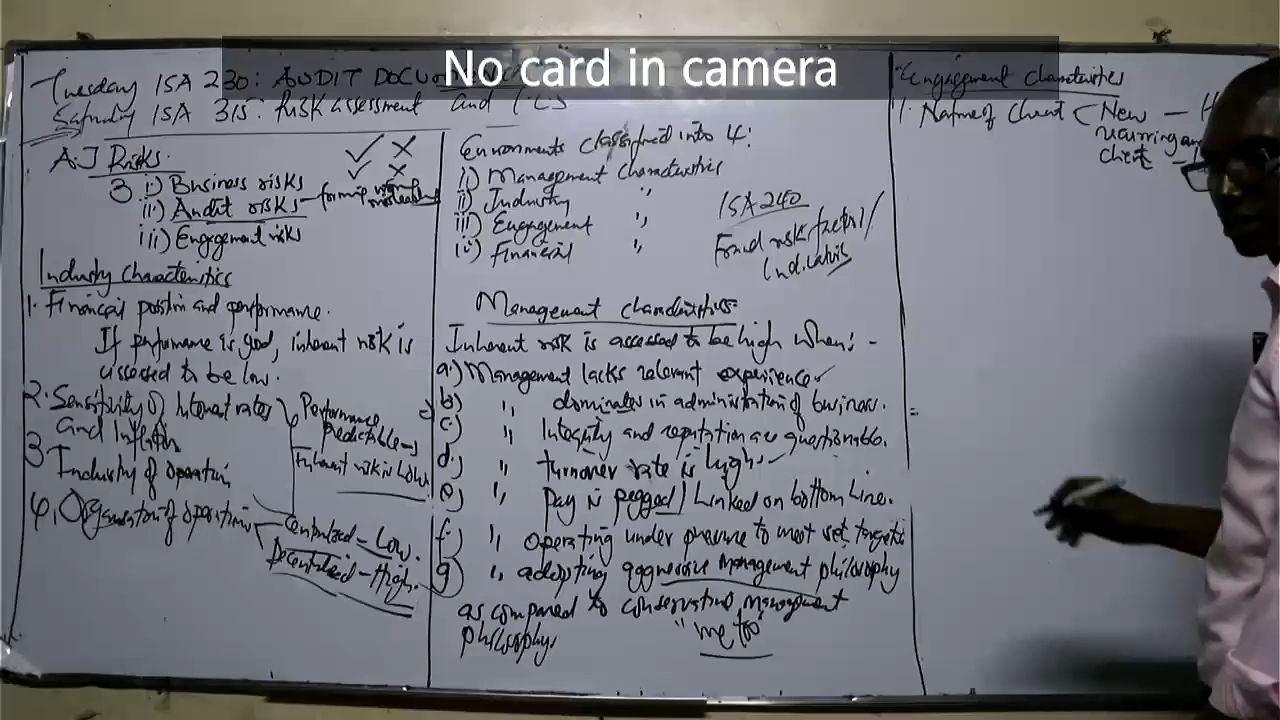 No card in camera
Tuesday ISA 230: AUDIT DOCU
Saturday ISA 315: RISK ASSESSMENT and
A.J Risks.
3 i) Business risks
ii) Audit risks
iii) Engagement risks
Industry Characteristics
1. Financial position and performance.
If performance is good, inherent risk is
assessed to be low.
2. Sensitivity of Interest rates
and Inflation
Performance
Predictable
Inherent risk is Low.
3 Industry of operation
4. Organisation of operations
Centralised - Low.
Decentralised - High.
Environments classified into 4:
i) Management Characteristics
ii) Industry "
iii) Engagement "
iv) Financial "
ISA 240
Fraud risk factors/
Indicators
Management characteristics:
Inherent risk is assessed to be high when: -
a.) Management lacks relevant experience
b) " dominates in administration of business.
c.) " Integrity and reputation are questionable.
d.) " turnover rate is high.
e) " Pay is pegged/Linked on bottom Line.
f.) " operating under pressure to meet set targets
g) " adopting aggressive management philosophy
as compared to conservative management
philosophy.
"me too"
Engagement characteristics
1. Name of Client < New - H
recurring
client -